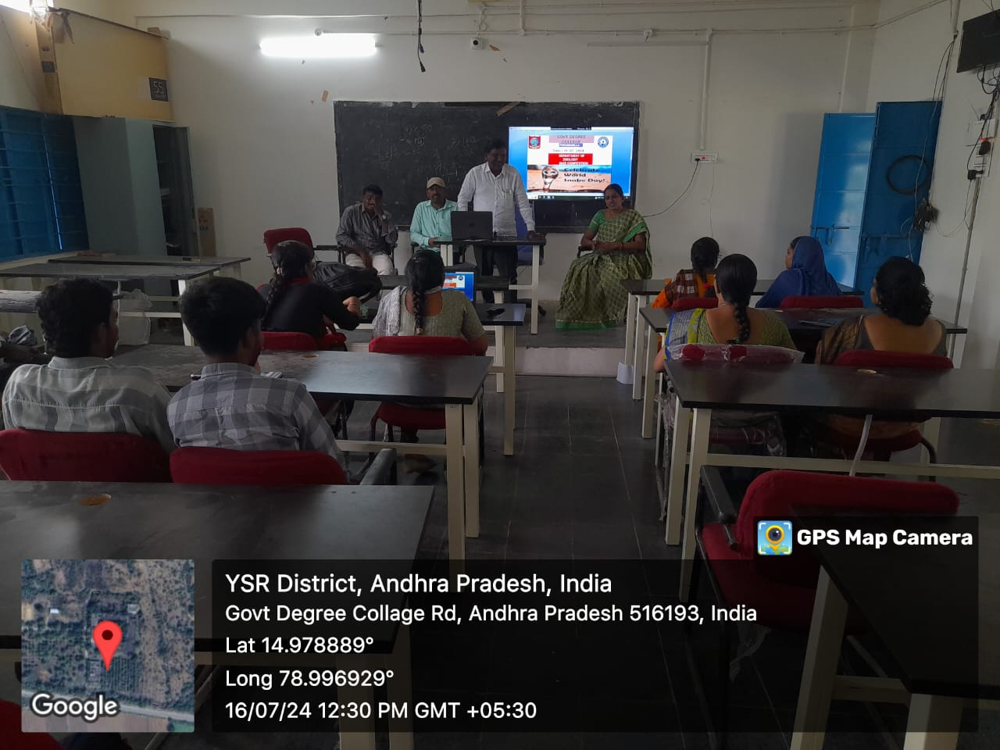 55
GOVT. DEGREE
COLLEGE
DEPARTMENT OF
ZOOLOGY
Celebrate
World
Snake Day!
GPS Map Camera
YSR District, Andhra Pradesh, India
Govt Degree Collage Rd, Andhra Pradesh 516193, India
Lat 14.978889°
Long 78.996929°
16/07/24 12:30 PM GMT +05:30
Google